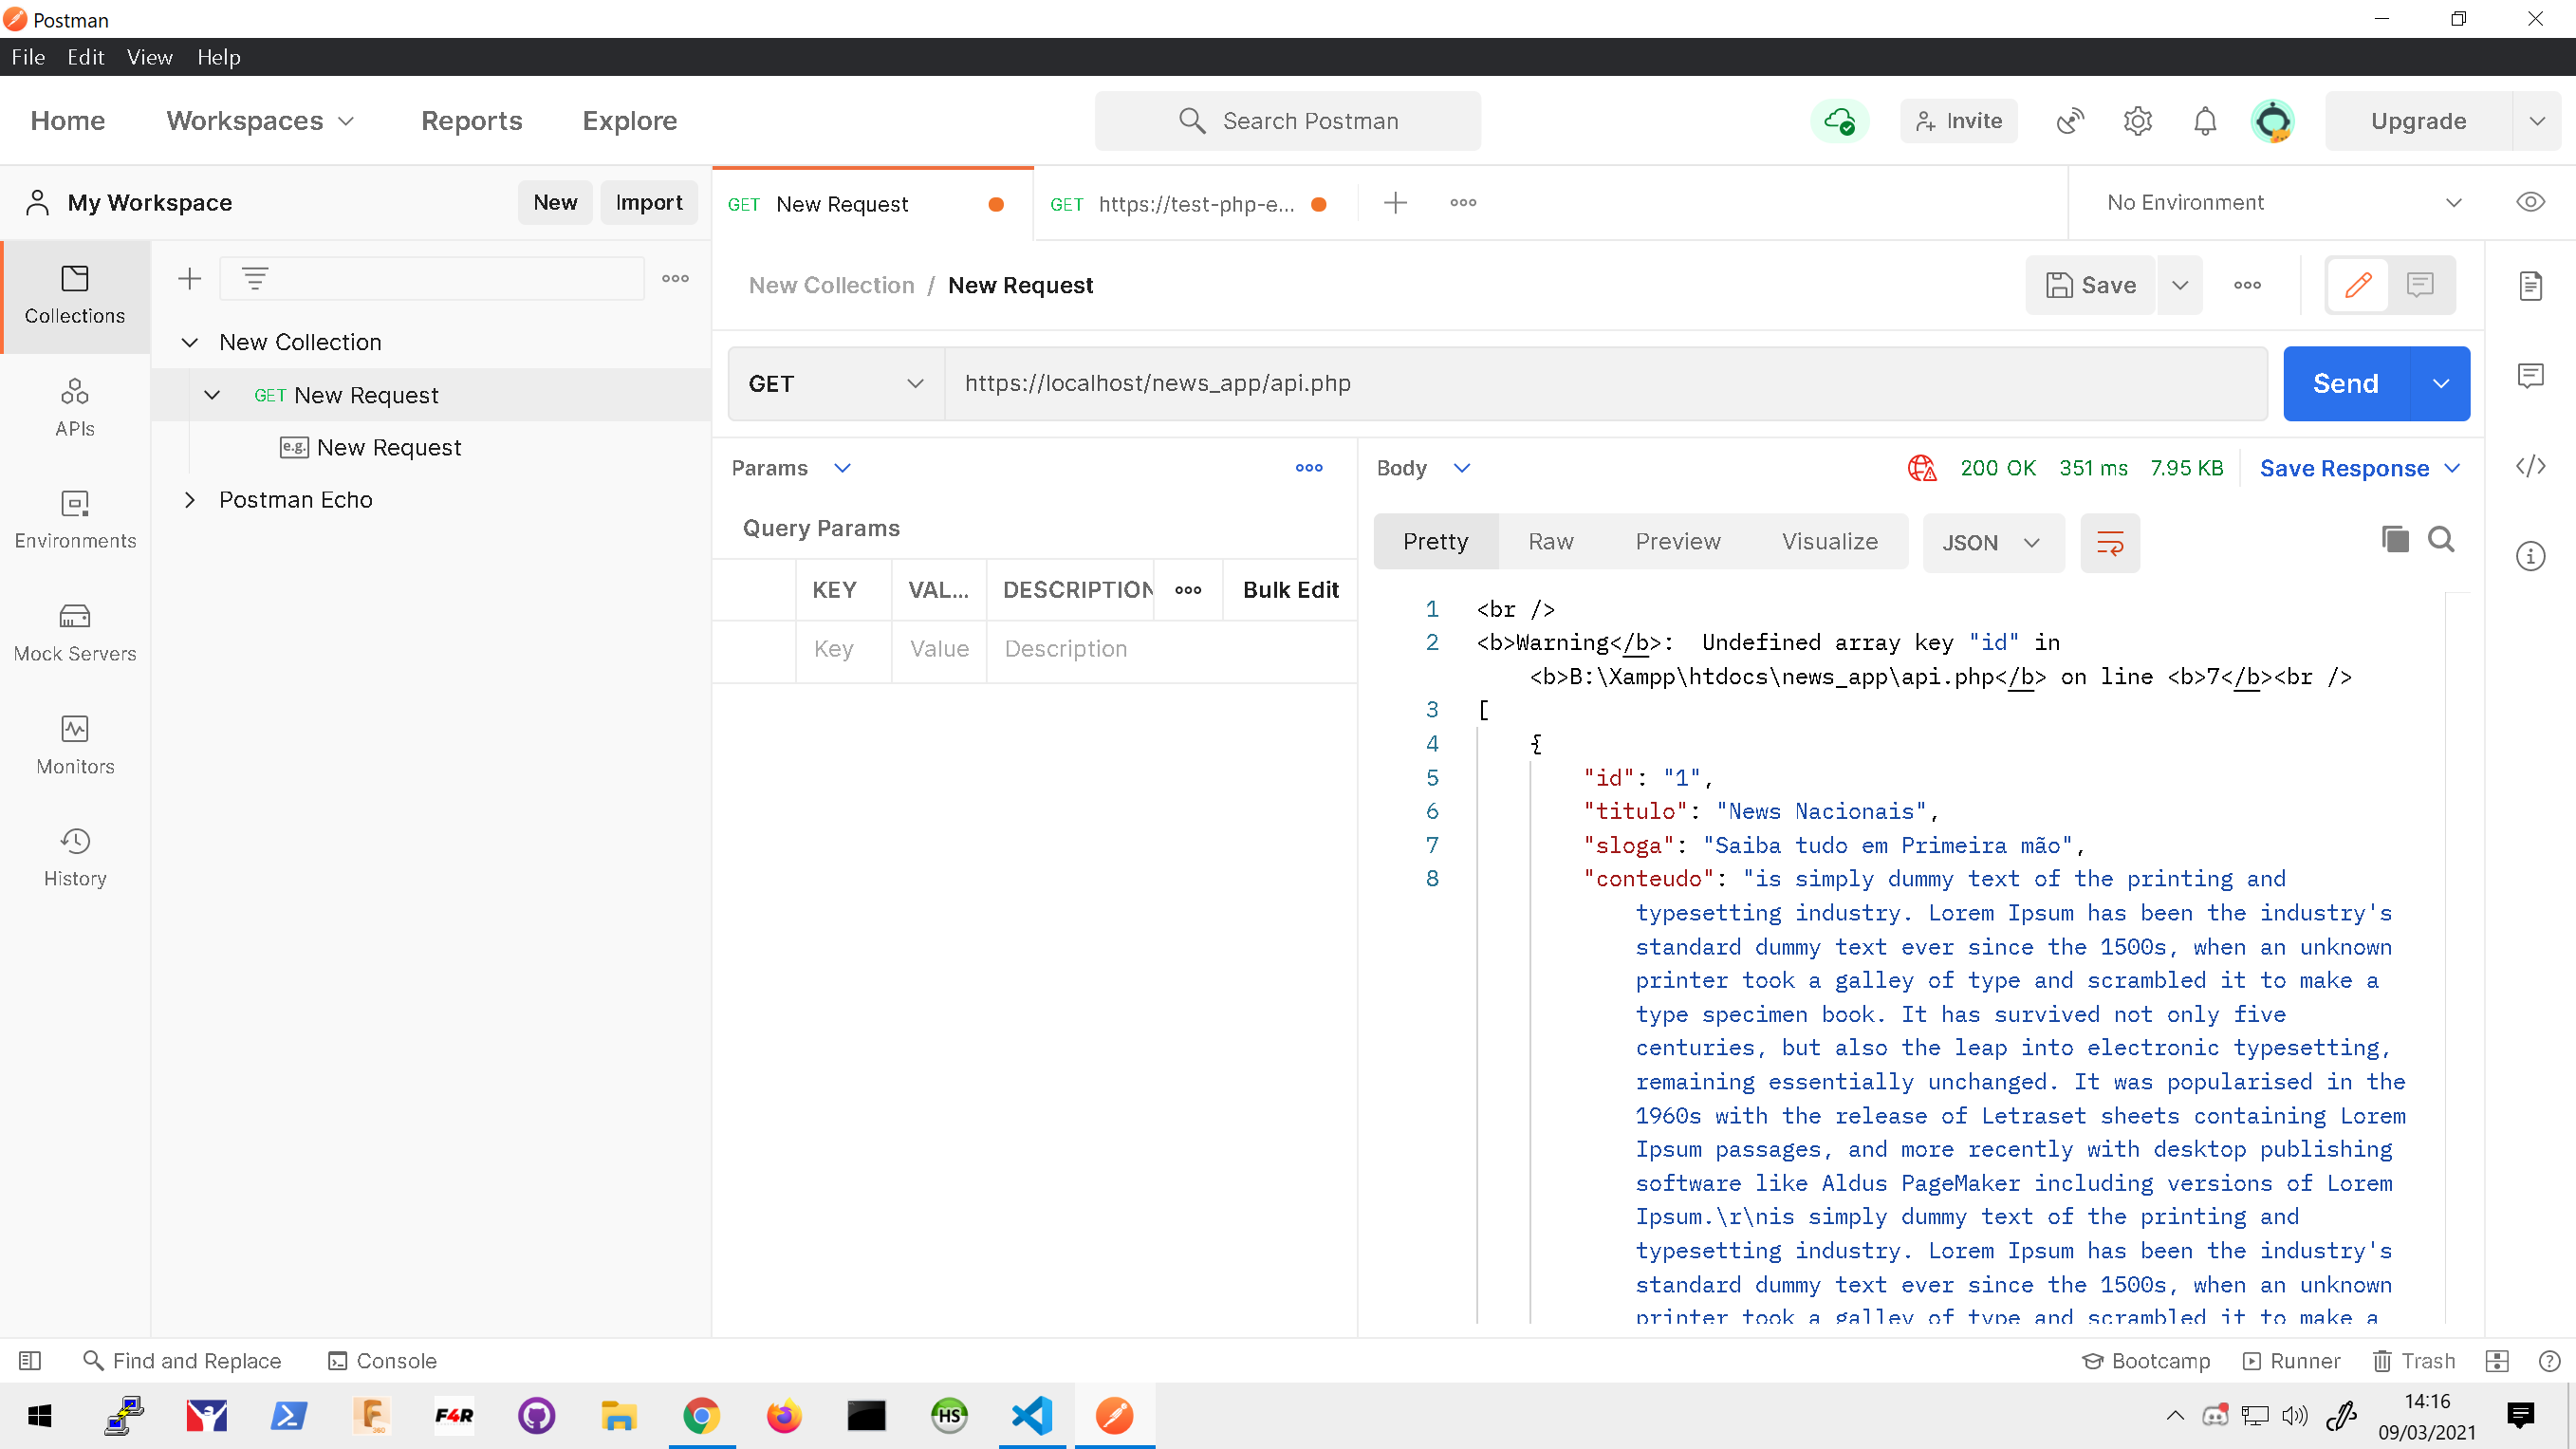 Postman
File Edit View Help
Home Workspaces Reports Explore Search Postman Invite Upgrade
My Workspace New Import GET New Request GET https://test-php-e... No Environment
Collections
APIs
Environments
Mock Servers
Monitors
History
New Collection
GET New Request
e.g. New Request
Postman Echo
New Collection / New Request Save
GET https://localhost/news_app/api.php Send
Params
Query Params
KEY VAL... DESCRIPTION Bulk Edit
Key Value Description
Body 200 OK 351 ms 7.95 KB Save Response
Pretty Raw Preview Visualize JSON
1 <br />
2 <b>Warning</b>:  Undefined array key "id" in
<b>B:\Xampp\htdocs\news_app\api.php</b> on line <b>7</b><br />
3 [
4 {
5 "id": "1",
6 "titulo": "News Nacionais",
7 "sloga": "Saiba tudo em Primeira mão",
8 "conteudo": "is simply dummy text of the printing and
typesetting industry. Lorem Ipsum has been the industry's
standard dummy text ever since the 1500s, when an unknown
printer took a galley of type and scrambled it to make a
type specimen book. It has survived not only five
centuries, but also the leap into electronic typesetting,
remaining essentially unchanged. It was popularised in the
1960s with the release of Letraset sheets containing Lorem
Ipsum passages, and more recently with desktop publishing
software like Aldus PageMaker including versions of Lorem
Ipsum.\r\nis simply dummy text of the printing and
typesetting industry. Lorem Ipsum has been the industry's
standard dummy text ever since the 1500s, when an unknown
printer took a galley of type and scrambled it to make a
Find and Replace Console Bootcamp Runner Trash
F 360 F4R HS
14:16
09/03/2021